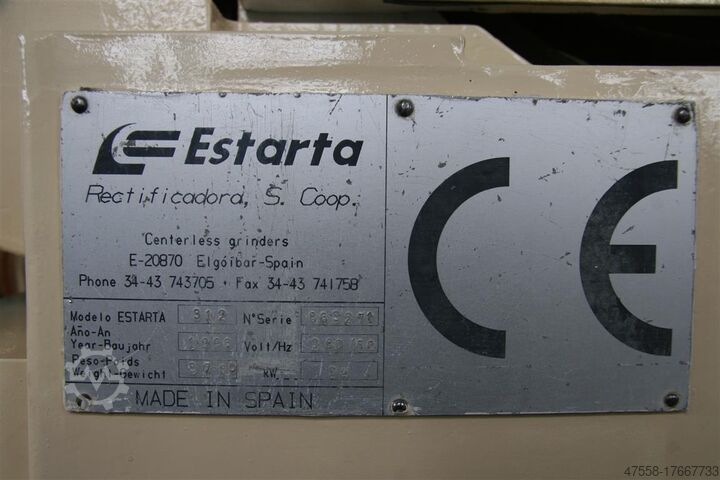 Estarta
Rectificadora, S. Coop.
Centerless grinders
E-20870 Elgóibar-Spain
Phone 34-43 743705 · Fax 34-43 741758
Modelo ESTARTA 312 N°Serie
Año-An
Year-Baujahr Volt/Hz
Peso-Poids
Weight-Gewicht KW
MADE IN SPAIN
CE
47558-17667733